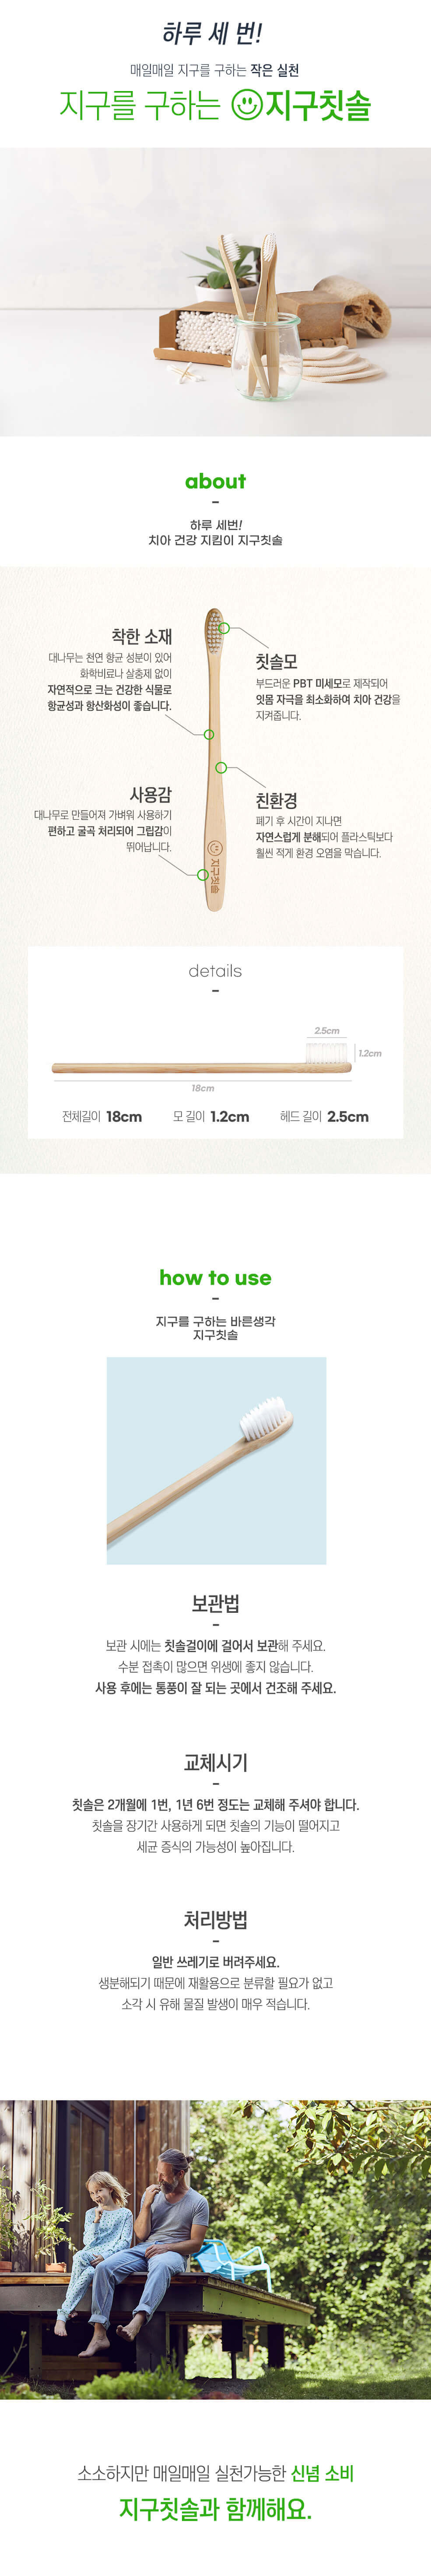 하루 세 번!
매일매일 지구를 구하는 작은 실천
지구를 구하는 지구칫솔
about
하루 세번!
치아 건강 지킴이 지구칫솔
착한 소재
대나무는 천연 항균 성분이 있어
화학비료나 살충제 없이
자연적으로 크는 건강한 식물로
항균성과 항산화성이 좋습니다.
칫솔모
부드러운 PBT 미세모로 제작되어
잇몸 자극을 최소화하여 치아 건강을
지켜줍니다.
사용감
대나무로 만들어져 가벼워 사용하기
편하고 굴곡 처리되어 그립감이
뛰어납니다.
친환경
폐기 후 시간이 지나면
자연스럽게 분해되어 플라스틱보다
훨씬 적게 환경 오염을 막습니다.
지구칫솔
details
2.5cm
1.2cm
18cm
전체길이 18cm 모 길이 1.2cm 헤드 길이 2.5cm
how to use
지구를 구하는 바른생각
지구칫솔
보관법
보관 시에는 칫솔걸이에 걸어서 보관해 주세요.
수분 접촉이 많으면 위생에 좋지 않습니다.
사용 후에는 통풍이 잘 되는 곳에서 건조해 주세요.
교체시기
칫솔은 2개월에 1번, 1년 6번 정도는 교체해 주셔야 합니다.
칫솔을 장기간 사용하게 되면 칫솔의 기능이 떨어지고
세균 증식의 가능성이 높아집니다.
처리방법
일반 쓰레기로 버려주세요.
생분해되기 때문에 재활용으로 분류할 필요가 없고
소각 시 유해 물질 발생이 매우 적습니다.
소소하지만 매일매일 실천가능한 신념 소비
지구칫솔과 함께해요.